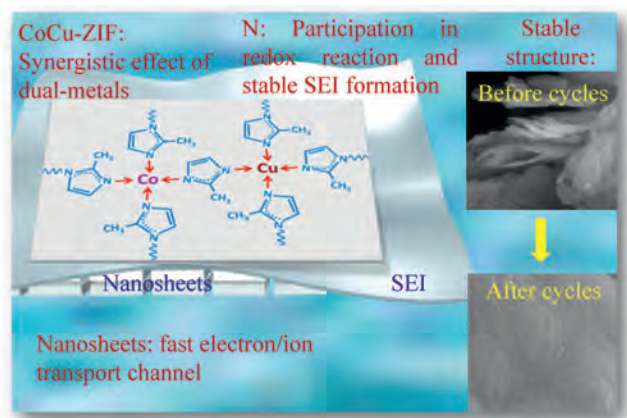 CoCu-ZIF:
Synergistic effect of
dual-metals
N: Participation in
redox reaction and
stable SEI formation
Stable
structure:
Before cycles
After cycles
N
N
CH₃
N
N
CH₃
CH₃
N
N
Co
N
N
Cu
N
N
CH₃
CH₃
N
N
CH₃
N
N
CH₃
Nanosheets
SEI
Nanosheets: fast electron/ion
transport channel